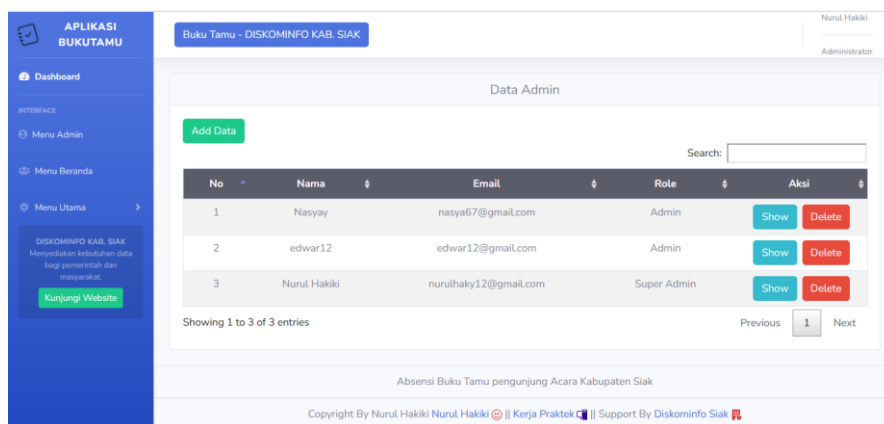 APLIKASI
BUKUTAMU
Dashboard
INTERFACE
Menu Admin
Menu Beranda
Menu Utama
DISKOMINFO KAB. SIAK
Menyediakan kebutuhan data
bagi pemerintah dan
masyarakat.
Kunjungi Website
Buku Tamu - DISKOMINFO KAB. SIAK
Nurul Hakiki
Administrator
Data Admin
Add Data
Search:
No Nama Email Role Aksi
1 Nasyay nasya67@gmail.com Admin Show Delete
2 edwar12 edwar12@gmail.com Admin Show Delete
3 Nurul Hakiki nurulhaky12@gmail.com Super Admin Show Delete
Showing 1 to 3 of 3 entries
Previous 1 Next
Absensi Buku Tamu pengunjung Acara Kabupaten Siak
Copyright By Nurul Hakiki Nurul Hakiki || Kerja Praktek || Support By Diskominfo Siak